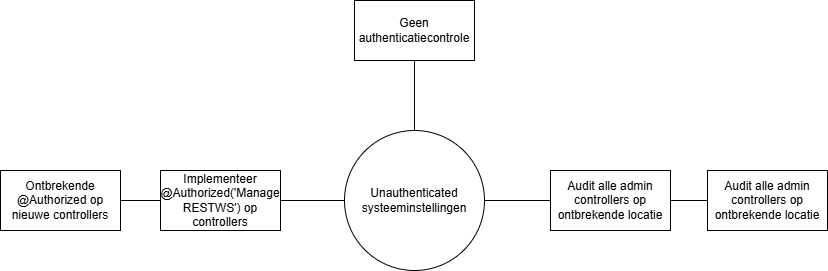 Geen
authenticatiecontrole
Ontbrekende
@Authorized op
nieuwe controllers
Implementeer
@Authorized('Manage
RESTWS') op
controllers
Unauthenticated
systeeminstellingen
Audit alle admin
controllers op
ontbrekende locatie
Audit alle admin
controllers op
ontbrekende locatie